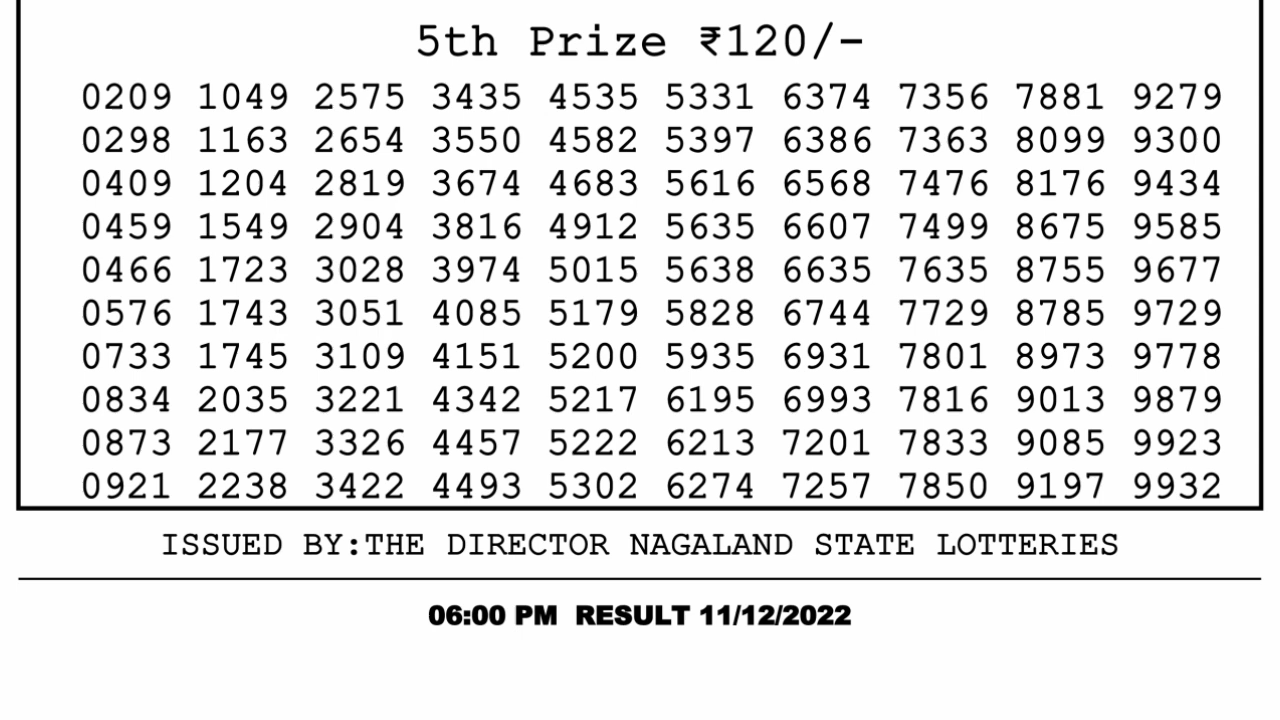 5th Prize ₹120/-
0209 1049 2575 3435 4535 5331 6374 7356 7881 9279
0298 1163 2654 3550 4582 5397 6386 7363 8099 9300
0409 1204 2819 3674 4683 5616 6568 7476 8176 9434
0459 1549 2904 3816 4912 5635 6607 7499 8675 9585
0466 1723 3028 3974 5015 5638 6635 7635 8755 9677
0576 1743 3051 4085 5179 5828 6744 7729 8785 9729
0733 1745 3109 4151 5200 5935 6931 7801 8973 9778
0834 2035 3221 4342 5217 6195 6993 7816 9013 9879
0873 2177 3326 4457 5222 6213 7201 7833 9085 9923
0921 2238 3422 4493 5302 6274 7257 7850 9197 9932
ISSUED BY:THE DIRECTOR NAGALAND STATE LOTTERIES
06:00 PM RESULT 11/12/2022